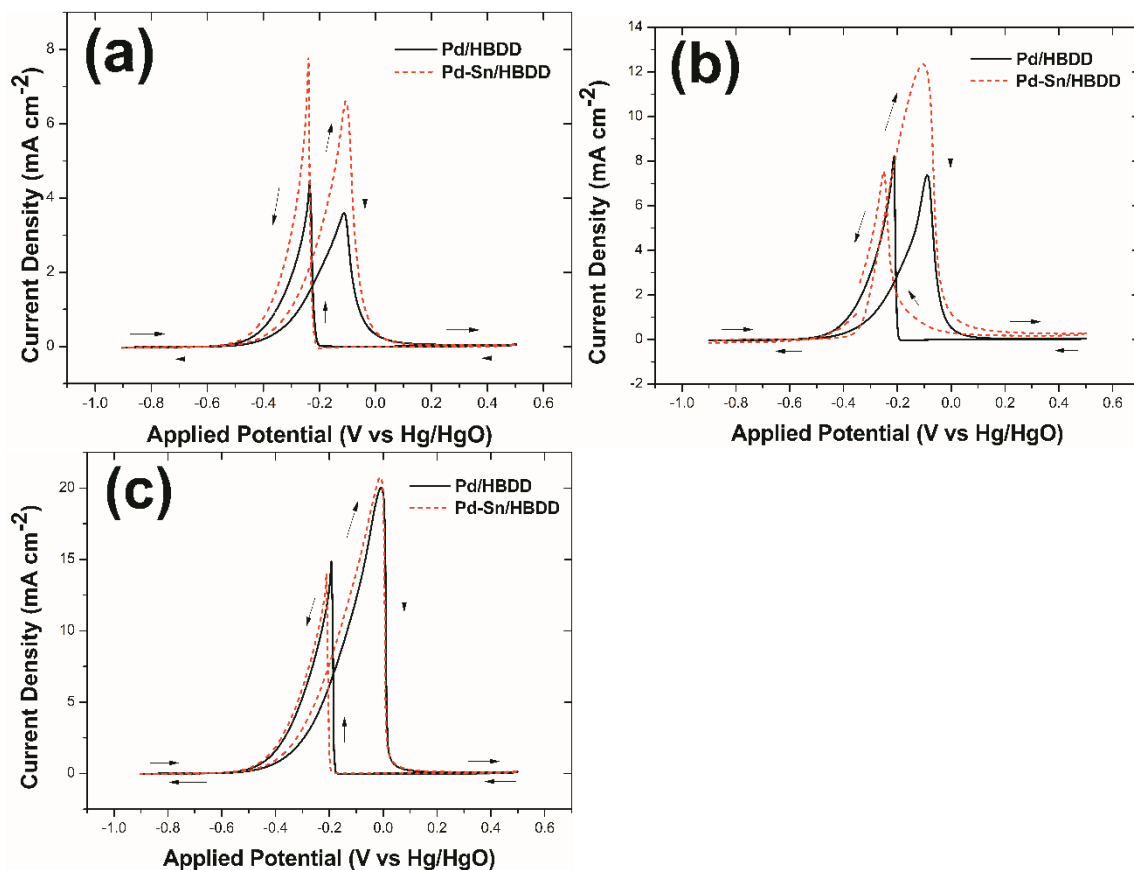 (a)
Pd/HBDD
Pd-Sn/HBDD
Current Density (mA cm-2)
8
6
4
2
0
-1.0 -0.8 -0.6 -0.4 -0.2 0.0 0.2 0.4 0.6
Applied Potential (V vs Hg/HgO)
(b)
Pd/HBDD
Pd-Sn/HBDD
Current Density (mA cm-2)
14
12
10
8
6
4
2
0
-2
-1.0 -0.8 -0.6 -0.4 -0.2 0.0 0.2 0.4 0.6
Applied Potential (V vs Hg/HgO)
(c)
Pd/HBDD
Pd-Sn/HBDD
Current Density (mA cm-2)
20
15
10
5
0
-1.0 -0.8 -0.6 -0.4 -0.2 0.0 0.2 0.4 0.6
Applied Potential (V vs Hg/HgO)